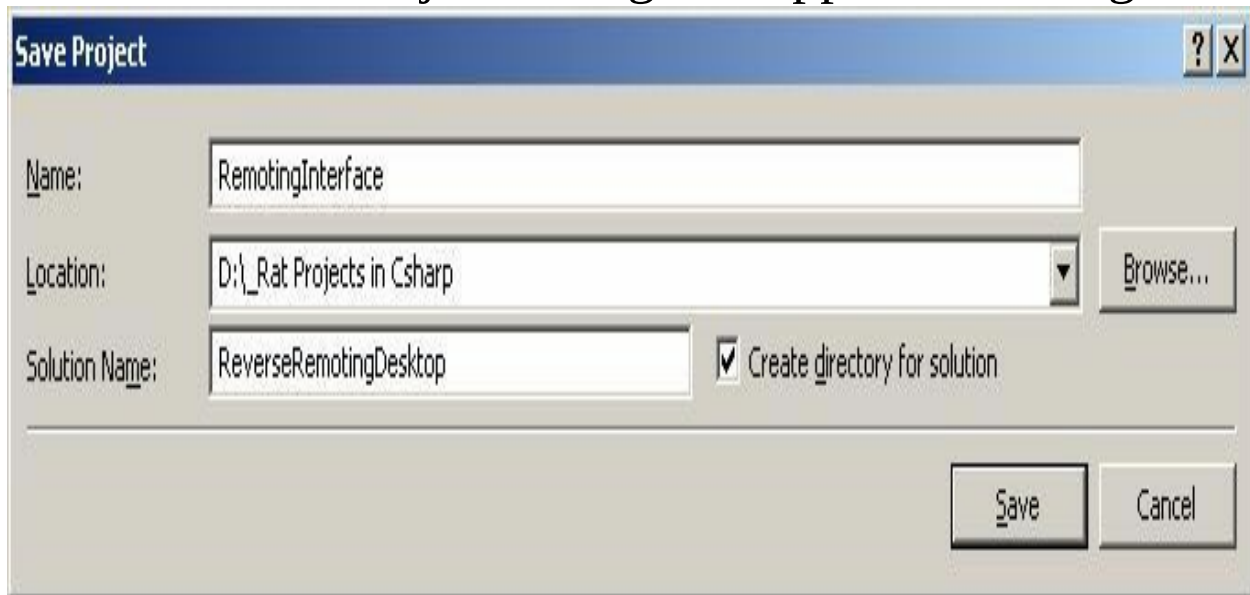 Save Project
Name: RemotingInterface
Location: D:\_Rat Projects in Csharp Browse...
Solution Name: ReverseRemotingDesktop Create directory for solution
Save Cancel